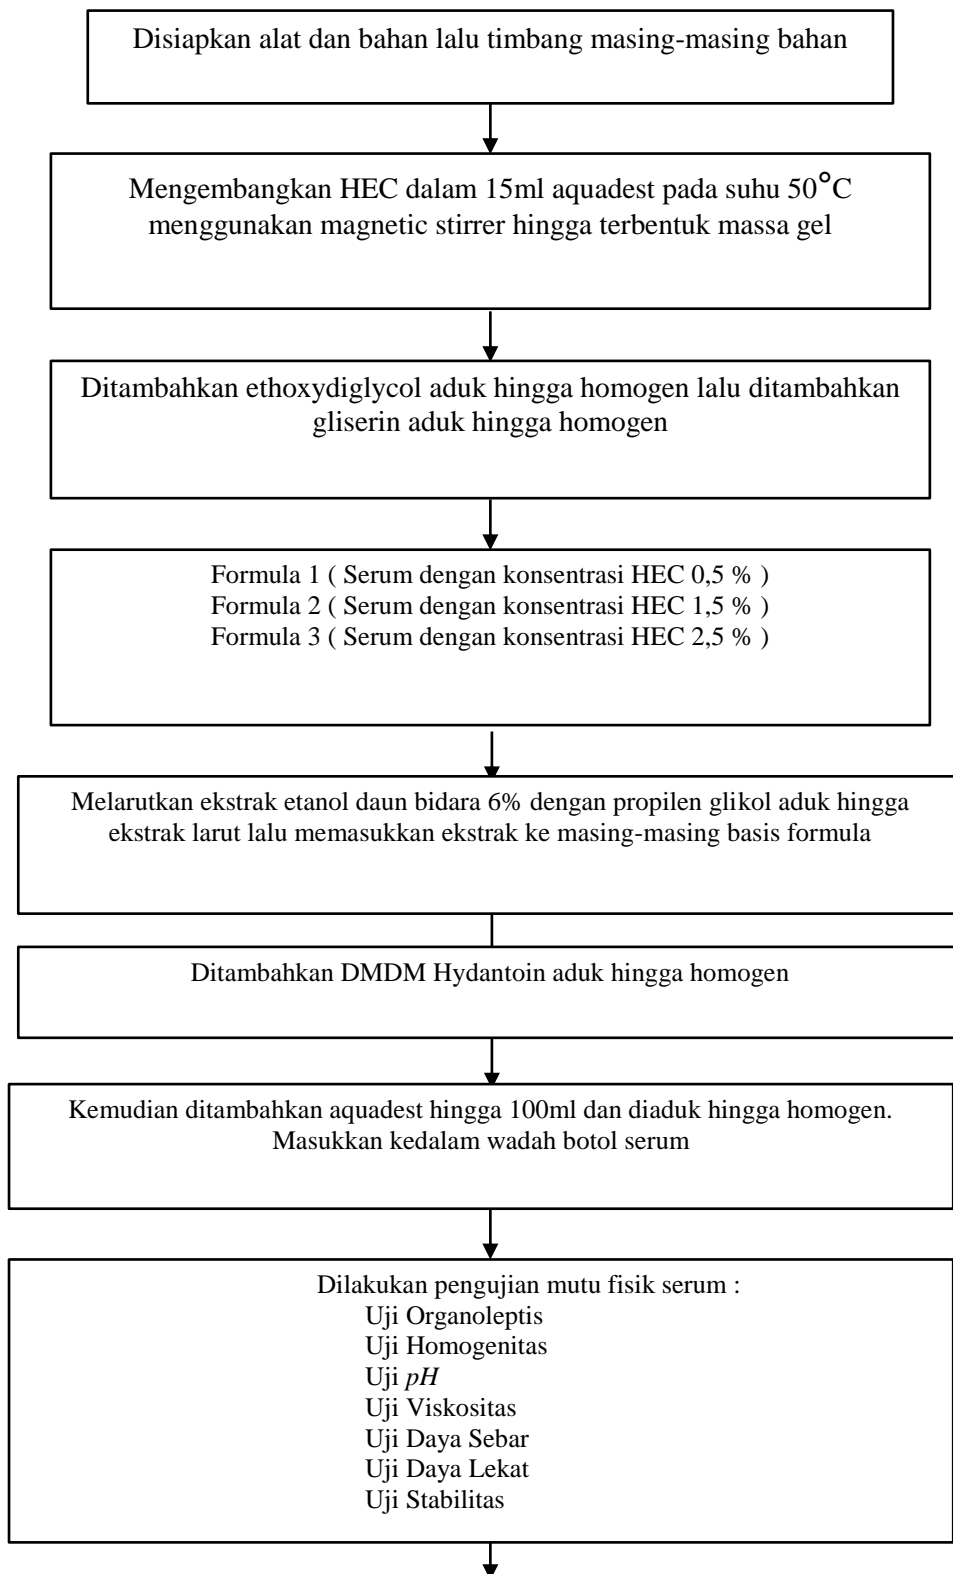 Disiapkan alat dan bahan lalu timbang masing-masing bahan
Mengembangkan HEC dalam 15ml aquadest pada suhu 50°C
menggunakan magnetic stirrer hingga terbentuk massa gel
Ditambahkan ethoxydiglycol aduk hingga homogen lalu ditambahkan
gliserin aduk hingga homogen
Formula 1 ( Serum dengan konsentrasi HEC 0,5 % )
Formula 2 ( Serum dengan konsentrasi HEC 1,5 % )
Formula 3 ( Serum dengan konsentrasi HEC 2,5 % )
Melarutkan ekstrak etanol daun bidara 6% dengan propilen glikol aduk hingga
ekstrak larut lalu memasukkan ekstrak ke masing-masing basis formula
Ditambahkan DMDM Hydantoin aduk hingga homogen
Kemudian ditambahkan aquadest hingga 100ml dan diaduk hingga homogen.
Masukkan kedalam wadah botol serum
Dilakukan pengujian mutu fisik serum :
Uji Organoleptis
Uji Homogenitas
Uji pH
Uji Viskositas
Uji Daya Sebar
Uji Daya Lekat
Uji Stabilitas